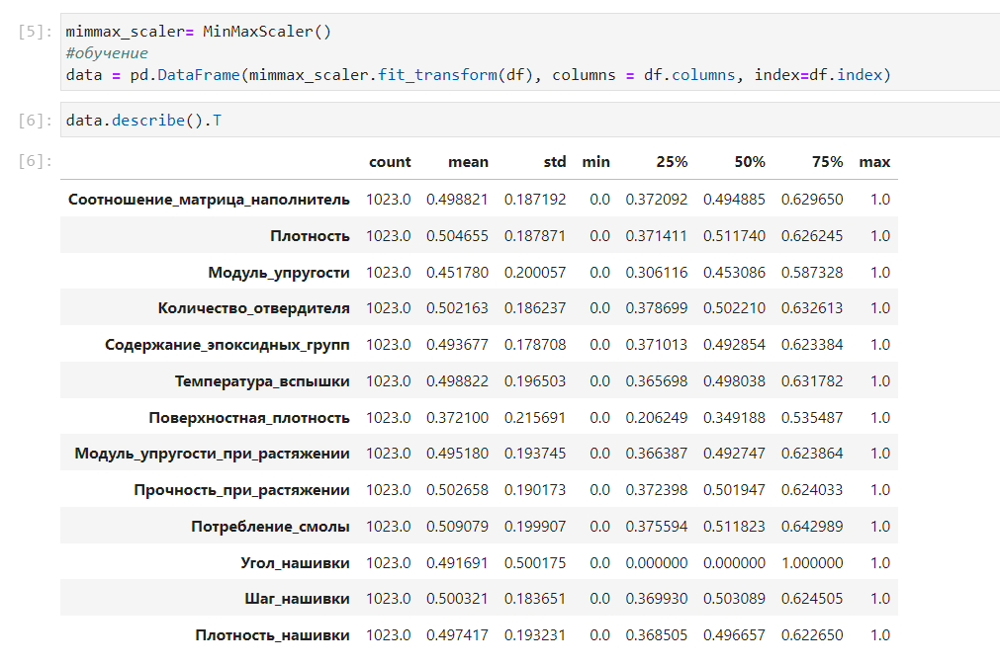 [5]: mimmax_scaler= MinMaxScaler()
#обучение
data = pd.DataFrame(mimmax_scaler.fit_transform(df), columns = df.columns, index=df.index)
[6]: data.describe().T
[6]: count mean std min 25% 50% 75% max
Соотношение_матрица_наполнитель 1023.0 0.498821 0.187192 0.0 0.372092 0.494885 0.629650 1.0
Плотность 1023.0 0.504655 0.187871 0.0 0.371411 0.511740 0.626245 1.0
Модуль_упругости 1023.0 0.451780 0.200057 0.0 0.306116 0.453086 0.587328 1.0
Количество_отвердителя 1023.0 0.502163 0.186237 0.0 0.378699 0.502210 0.632613 1.0
Содержание_эпоксидных_групп 1023.0 0.493677 0.178708 0.0 0.371013 0.492854 0.623384 1.0
Температура_вспышки 1023.0 0.498822 0.196503 0.0 0.365698 0.498038 0.631782 1.0
Поверхностная_плотность 1023.0 0.372100 0.215691 0.0 0.206249 0.349188 0.535487 1.0
Модуль_упругости_при_растяжении 1023.0 0.495180 0.193745 0.0 0.366387 0.492747 0.623864 1.0
Прочность_при_растяжении 1023.0 0.502658 0.190173 0.0 0.372398 0.501947 0.624033 1.0
Потребление_смолы 1023.0 0.509079 0.199907 0.0 0.375594 0.511823 0.642989 1.0
Угол_нашивки 1023.0 0.491691 0.500175 0.0 0.000000 0.000000 1.000000 1.0
Шаг_нашивки 1023.0 0.500321 0.183651 0.0 0.369930 0.503089 0.624505 1.0
Плотность_нашивки 1023.0 0.497417 0.193231 0.0 0.368505 0.496657 0.622650 1.0